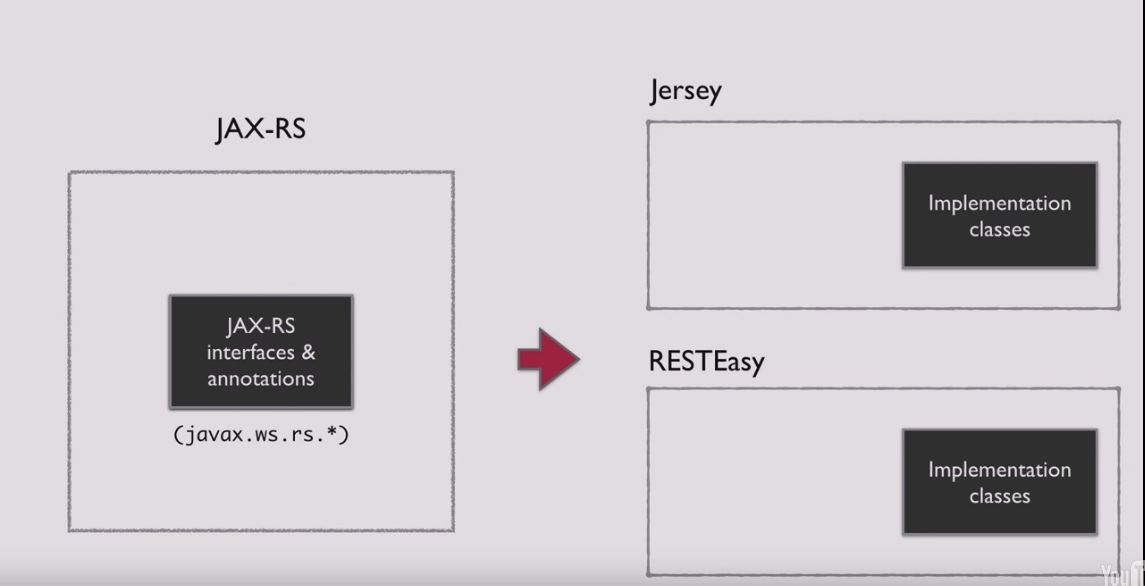 JAX-RS
JAX-RS
interfaces &
annotations
(javax.ws.rs.*)
Jersey
Implementation
classes
RESTEasy
Implementation
classes